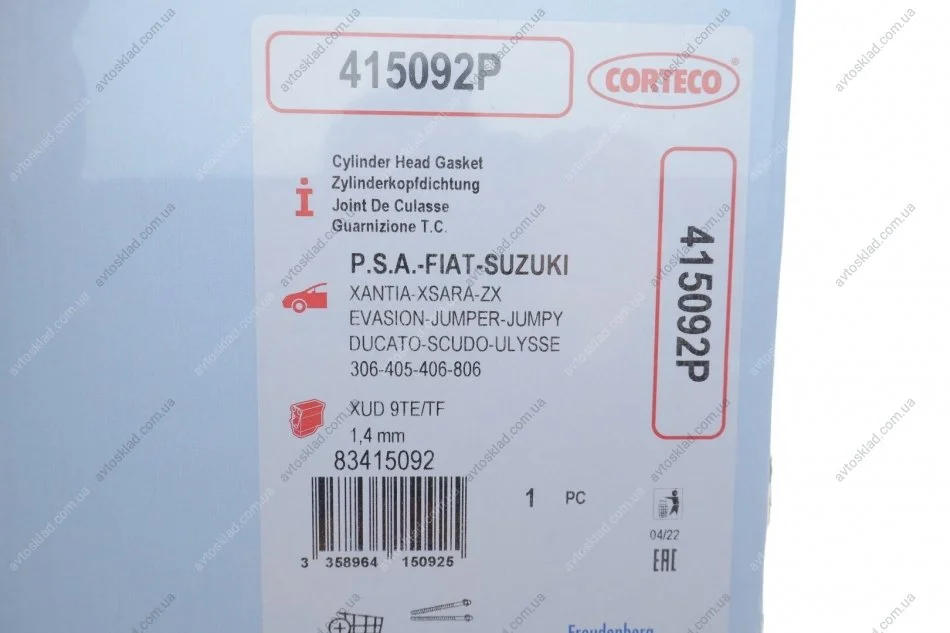 415092P
CORTECO®
Cylinder Head Gasket
Zylinderkopfdichtung
Joint De Culasse
Guarnizione T.C.
P.S.A.-FIAT-SUZUKI
XANTIA-XSARA-ZX
EVASION-JUMPER-JUMPY
DUCATO-SCUDO-ULYSSE
306-405-406-806
415092P
XUD 9TE/TF
1,4 mm
83415092
3 358964 150925
1 PC
04/22
EAC
Freudenberg
avtosklad.com.ua